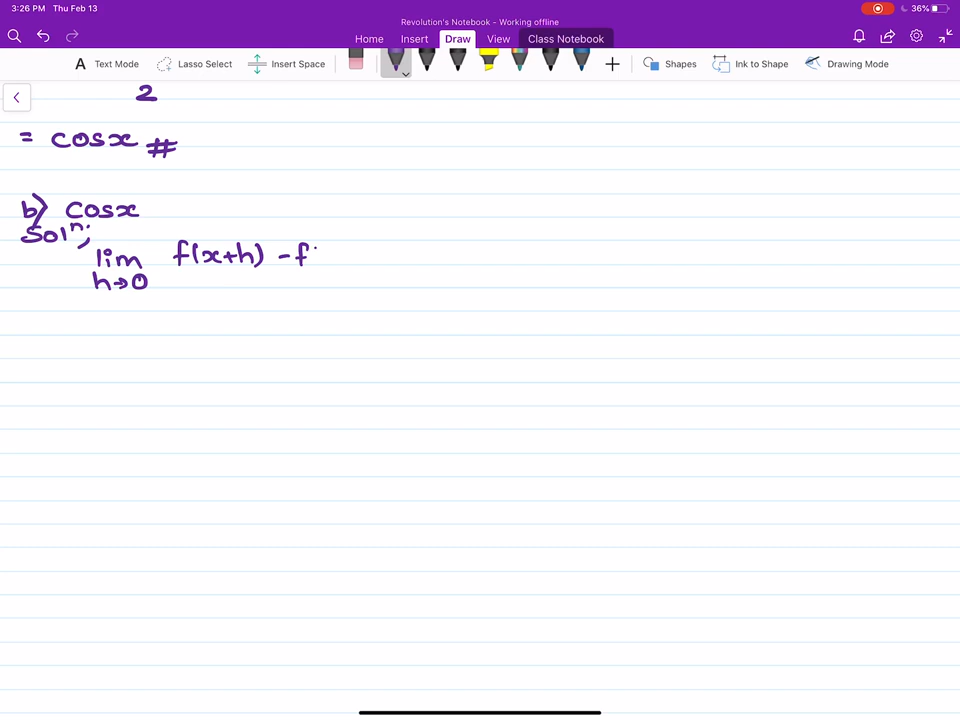 3:26 PM Thu Feb 13
36%
Revolution's Notebook - Working offline
Home Insert Draw View Class Notebook
Text Mode Lasso Select Insert Space Shapes Ink to Shape Drawing Mode
2
= cosx #
b) cosx
Solⁿ;
lim f(x+h) - f
h→0